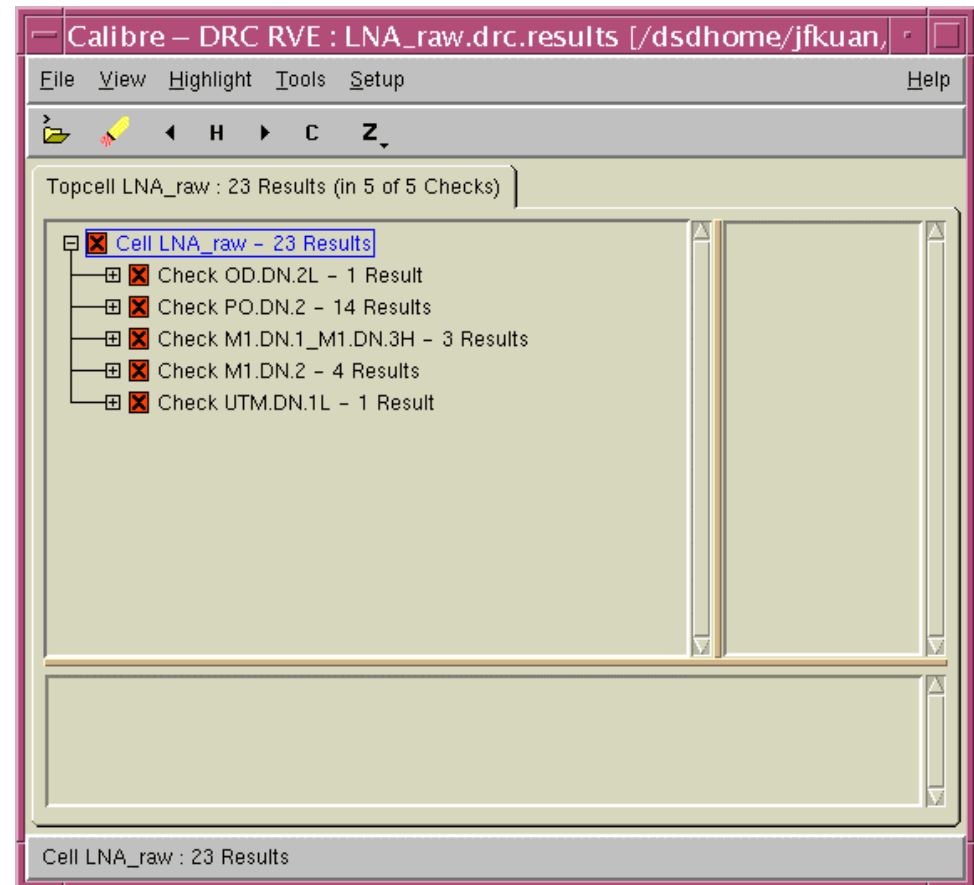 Calibre – DRC RVE : LNA_raw.drc.results [/dsdhome/jfkuan,
File View Highlight Tools Setup Help
H C Z
Topcell LNA_raw : 23 Results (in 5 of 5 Checks)
Cell LNA_raw – 23 Results
Check OD.DN.2L – 1 Result
Check PO.DN.2 – 14 Results
Check M1.DN.1_M1.DN.3H – 3 Results
Check M1.DN.2 – 4 Results
Check UTM.DN.1L – 1 Result
Cell LNA_raw : 23 Results